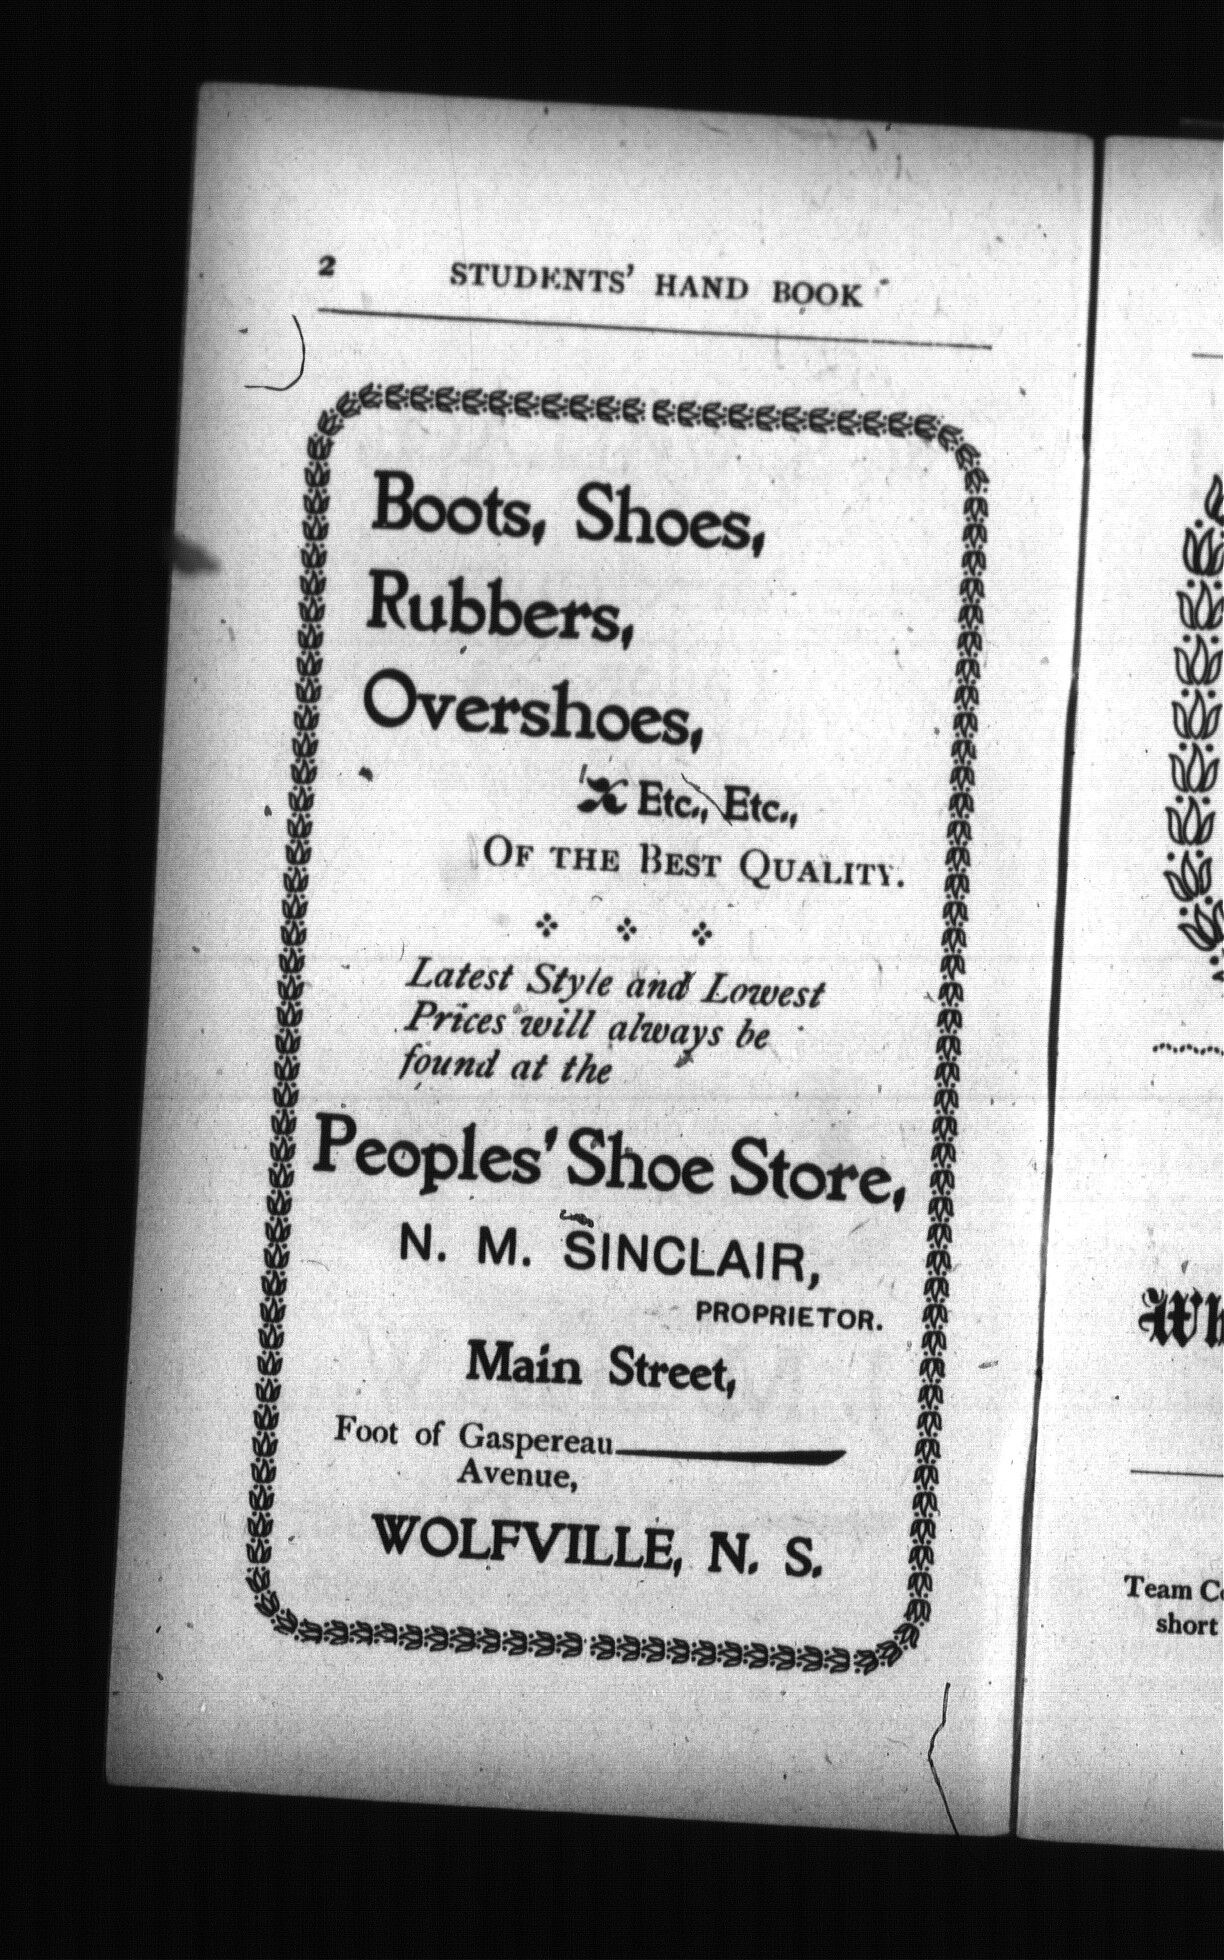 2 STUDENTS' HAND BOOK
Boots, Shoes,
Rubbers,
Overshoes,
Etc., Etc.,
OF THE BEST QUALITY.
Latest Style and Lowest
Prices will always be
found at the
Peoples' Shoe Store,
N. M. SINCLAIR,
PROPRIETOR.
Main Street,
Foot of Gaspereau
Avenue,
WOLFVILLE, N. S.
Team
short